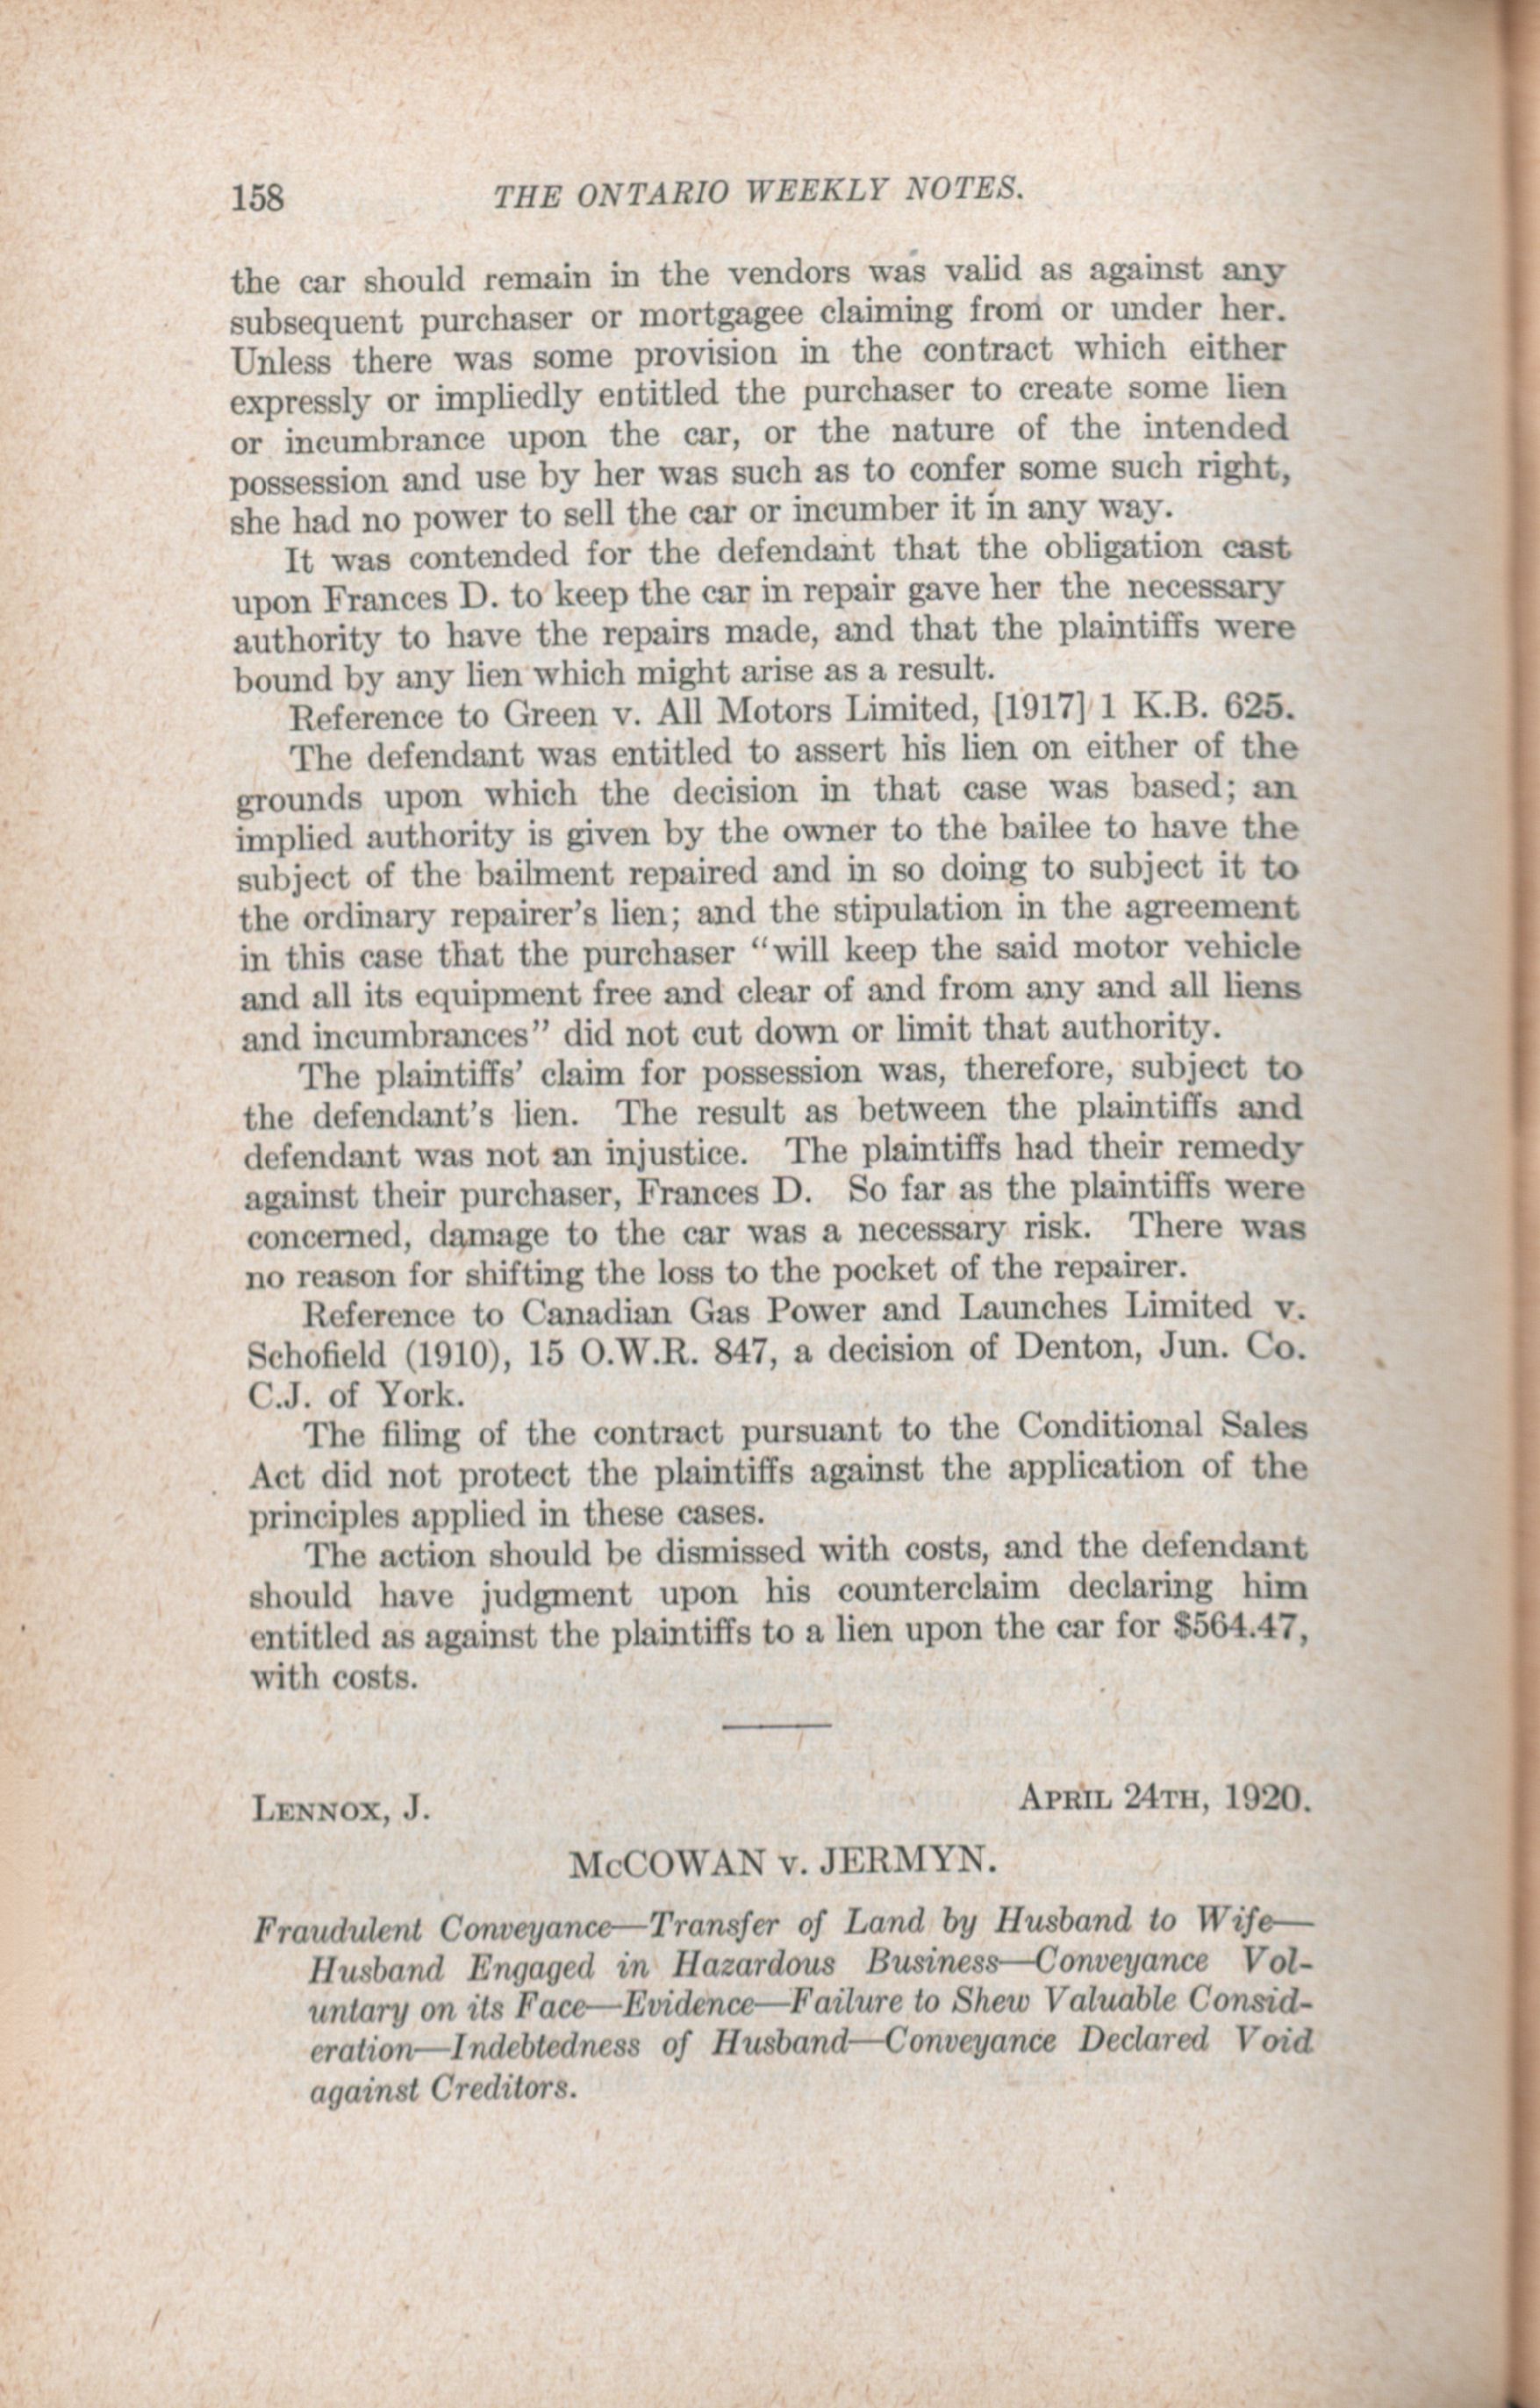 158 THE ONTARIO WEEKLY NOTES.
the car should remain in the vendors was valid as against any
subsequent purchaser or mortgagee claiming from or under her.
Unless there was some provision in the contract which either
expressly or impliedly entitled the purchaser to create some lien
or incumbrance upon the car, or the nature of the intended
possession and use by her was such as to confer some such right,
she had no power to sell the car or incumber it in any way.
It was contended for the defendant that the obligation cast
upon Frances D. to keep the car in repair gave her the necessary
authority to have the repairs made, and that the plaintiffs were
bound by any lien which might arise as a result.
Reference to Green v. All Motors Limited, [1917] 1 K.B. 625.
The defendant was entitled to assert his lien on either of the
grounds upon which the decision in that case was based; an
implied authority is given by the owner to the bailee to have the
subject of the bailment repaired and in so doing to subject it to
the ordinary repairer's lien; and the stipulation in the agreement
in this case that the purchaser "will keep the said motor vehicle
and all its equipment free and clear of and from any and all liens
and incumbrances" did not cut down or limit that authority.
The plaintiffs' claim for possession was, therefore, subject to
the defendant's lien. The result as between the plaintiffs and
defendant was not an injustice. The plaintiffs had their remedy
against their purchaser, Frances D. So far as the plaintiffs were
concerned, damage to the car was a necessary risk. There was
no reason for shifting the loss to the pocket of the repairer.
Reference to Canadian Gas Power and Launches Limited v.
Schofield (1910), 15 O.W.R. 847, a decision of Denton, Jun. Co.
C.J. of York.
The filing of the contract pursuant to the Conditional Sales
Act did not protect the plaintiffs against the application of the
principles applied in these cases.
The action should be dismissed with costs, and the defendant
should have judgment upon his counterclaim declaring him
entitled as against the plaintiffs to a lien upon the car for $564.47,
with costs.
LENNOX, J. APRIL 24TH, 1920.
McCOWAN v. JERMYN.
Fraudulent Conveyance—Transfer of Land by Husband to Wife—
Husband Engaged in Hazardous Business—Conveyance Vol-
untary on its Face—Evidence—Failure to Shew Valuable Consid-
eration—Indebtedness of Husband—Conveyance Declared Void
against Creditors.